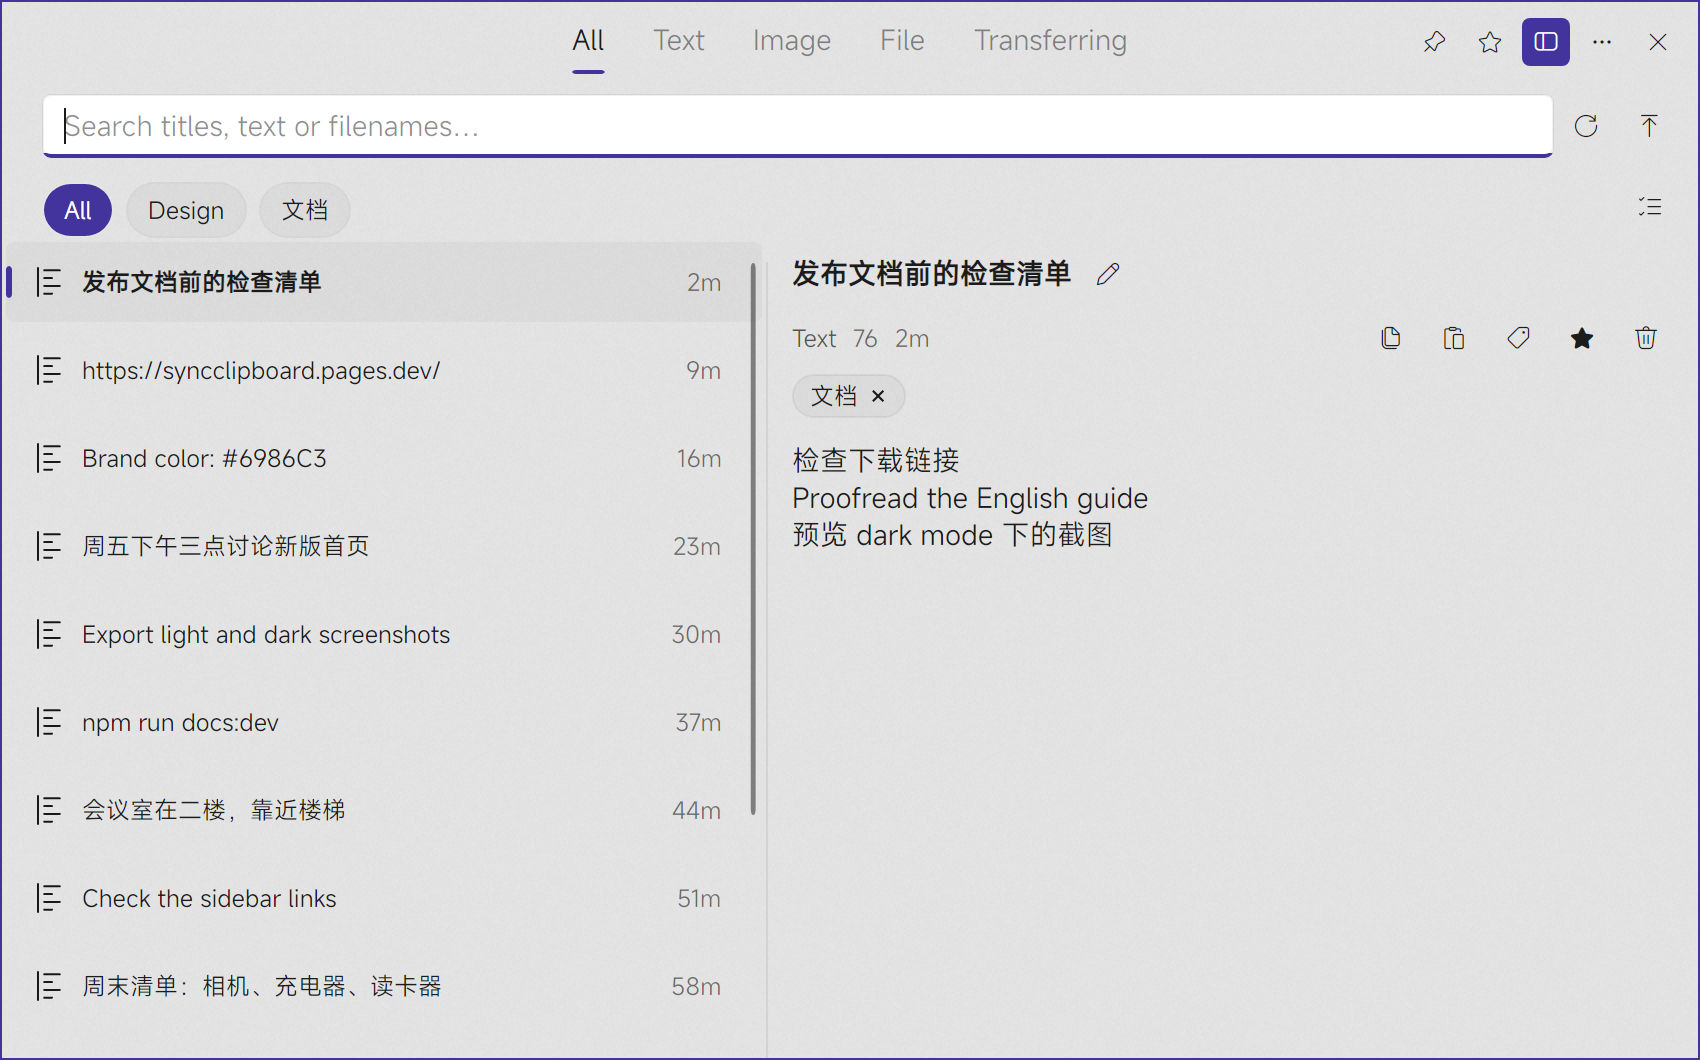 All
Text
Image
File
Transferring
Search titles, text or filenames...
All
Design
文档
发布文档前的检查清单
2m
https://syncclipboard.pages.dev/
9m
Brand color: #6986C3
16m
周五下午三点讨论新版首页
23m
Export light and dark screenshots
30m
npm run docs:dev
37m
会议室在二楼，靠近楼梯
44m
Check the sidebar links
51m
周末清单：相机、充电器、读卡器
58m
发布文档前的检查清单
Text 76 2m
文档
检查下载链接
Proofread the English guide
预览 dark mode 下的截图